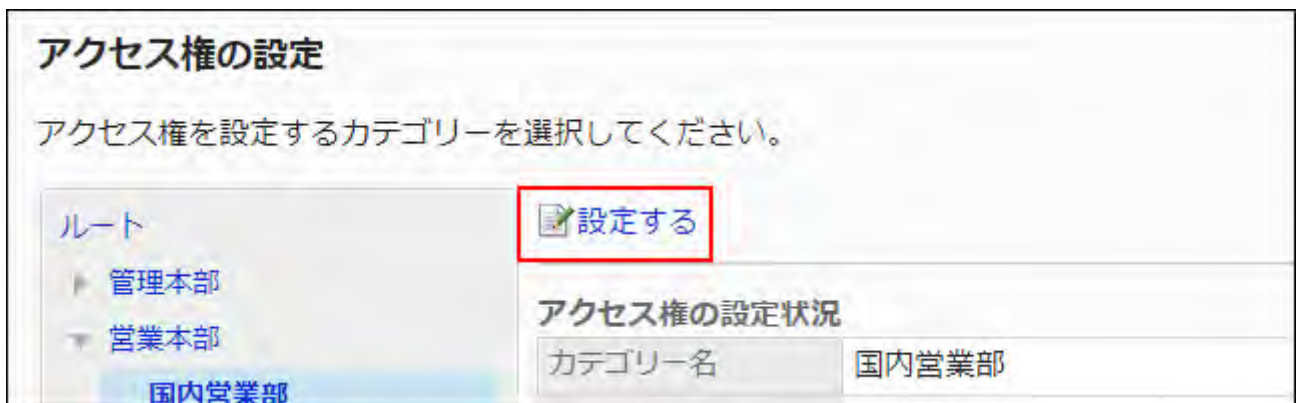 アクセス権の設定
アクセス権を設定するカテゴリーを選択してください。
ルート
管理本部
営業本部
国内営業部
設定する
アクセス権の設定状況
カテゴリー名 国内営業部